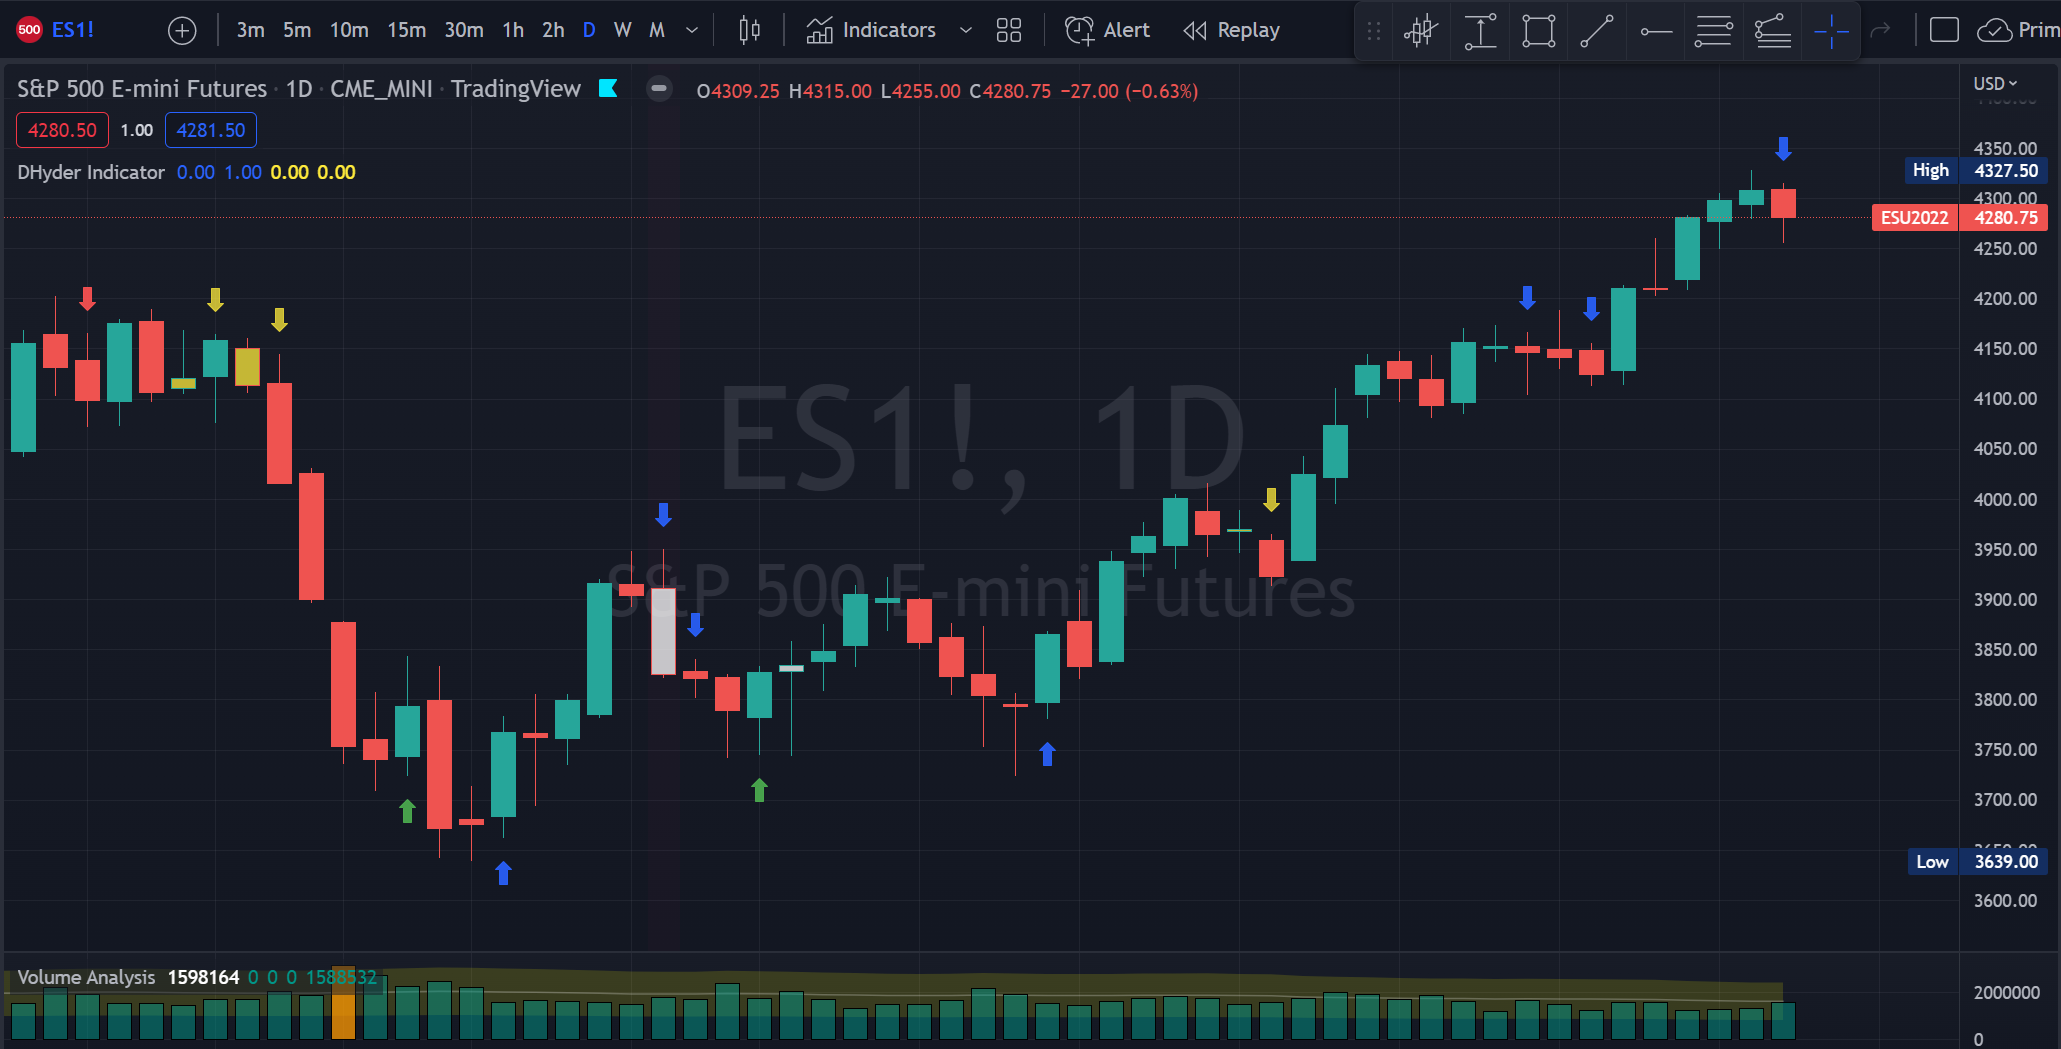 500 ES1! 3m 5m 10m 15m 30m 1h 2h D W M Indicators Alert Replay Prim
S&P 500 E-mini Futures · 1D · CME_MINI · TradingView O4309.25 H4315.00 L4255.00 C4280.75 −27.00 (−0.63%)
USD
4280.50 1.00 4281.50
DHyder Indicator 0.00 1.00 0.00 0.00
4350.00
High 4327.50
4300.00
ESU2022 4280.75
4250.00
4200.00
4150.00
4100.00
4050.00
4000.00
3950.00
3900.00
3850.00
3800.00
3750.00
3700.00
Low 3639.00
3600.00
ES1!, 1D
S&P 500 E-mini Futures
Volume Analysis 1598164 0 0 0 1588532
2000000
0